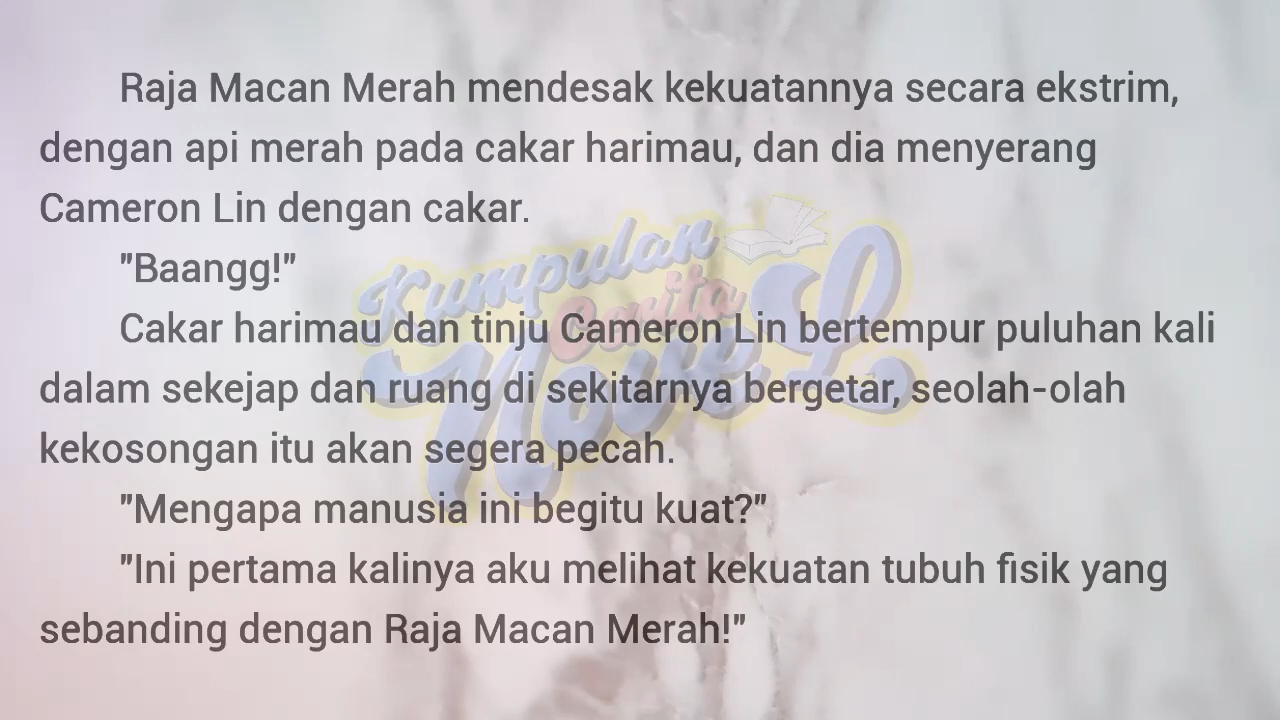 Raja Macan Merah mendesak kekuatannya secara ekstrim,
dengan api merah pada cakar harimau, dan dia menyerang
Cameron Lin dengan cakar.
"Baangg!"
Cakar harimau dan tinju Cameron Lin bertempur puluhan kali
dalam sekejap dan ruang di sekitarnya bergetar, seolah-olah
kekosongan itu akan segera pecah.
"Mengapa manusia ini begitu kuat?"
"Ini pertama kalinya aku melihat kekuatan tubuh fisik yang
sebanding dengan Raja Macan Merah!"
Kumpulan
Cerita
Novel